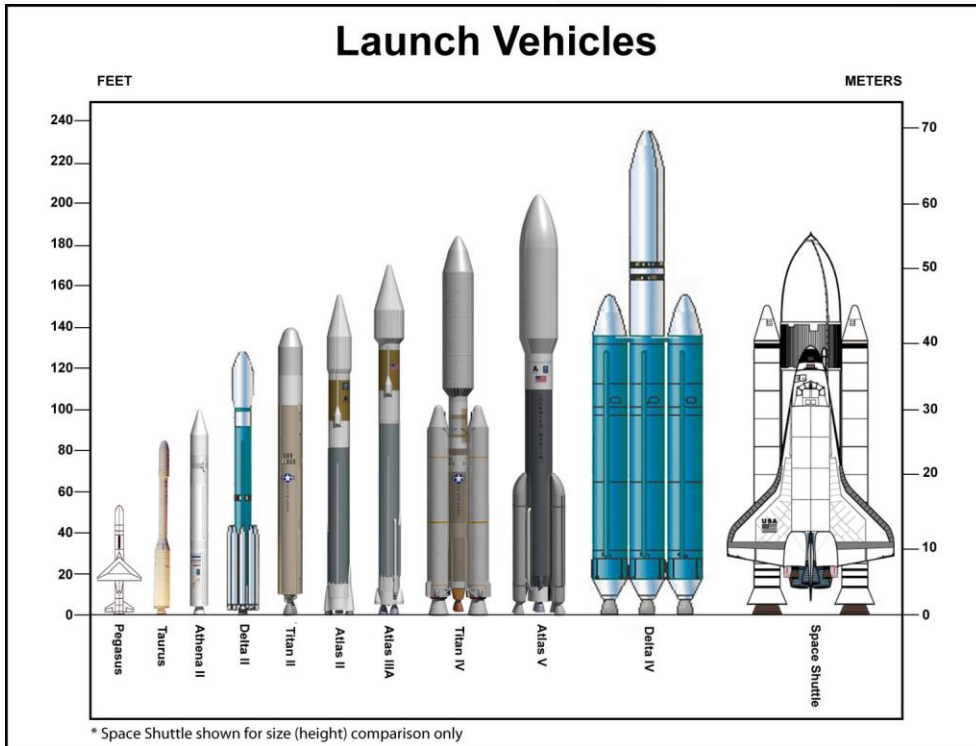 Launch Vehicles
FEET
METERS
240
220
200
180
160
140
120
100
80
60
40
20
0
70
60
50
40
30
20
10
0
USA
Pegasus
Taurus
Athena II
Delta II
Titan II
Atlas II
Atlas IIIA
Titan IV
Atlas V
Delta IV
Space Shuttle
* Space Shuttle shown for size (height) comparison only